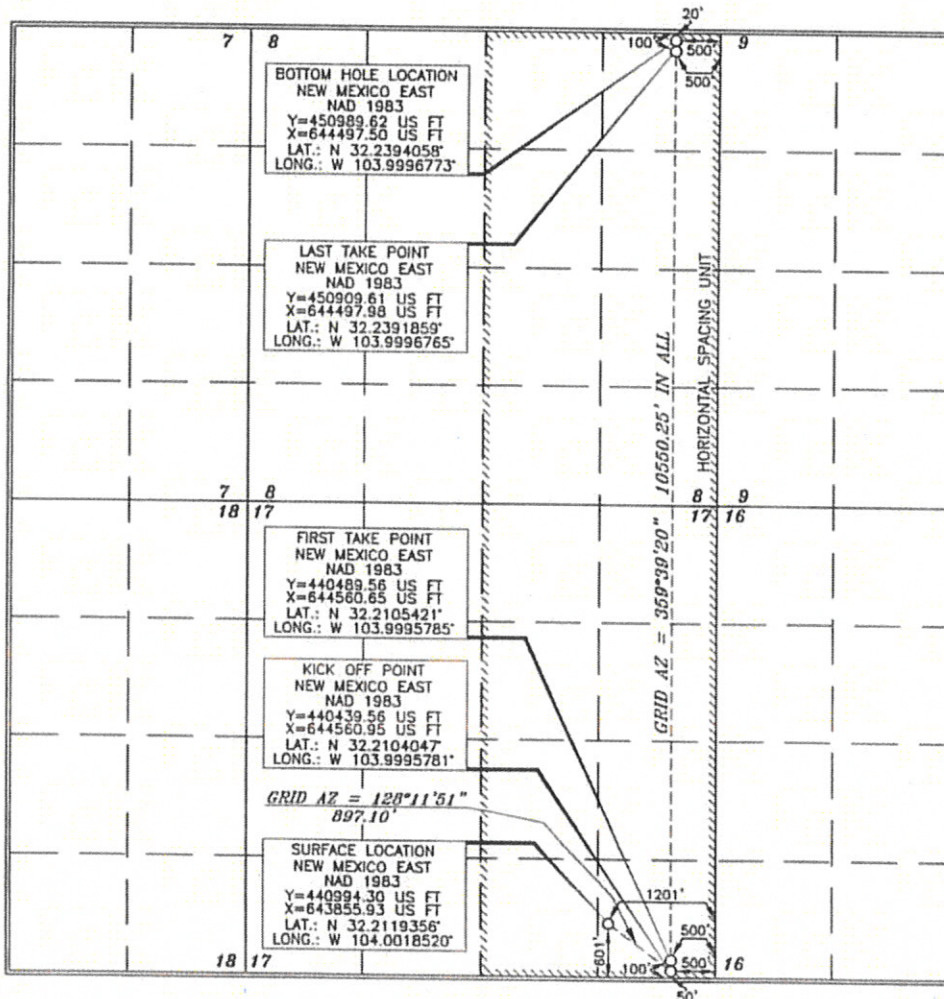 20'
7 8
100'
500'
9
500'
BOTTOM HOLE LOCATION
NEW MEXICO EAST
NAD 1983
Y=450989.62 US FT
X=644497.50 US FT
LAT.: N 32.2394058°
LONG.: W 103.9996773°
LAST TAKE POINT
NEW MEXICO EAST
NAD 1983
Y=450909.61 US FT
X=644497.98 US FT
LAT.: N 32.2391859°
LONG.: W 103.9996765°
HORIZONTAL SPACING UNIT
GRID AZ = 359°39'20" 10550.25' IN ALL
7 8
18 17
8 9
17 16
FIRST TAKE POINT
NEW MEXICO EAST
NAD 1983
Y=440489.56 US FT
X=644560.65 US FT
LAT.: N 32.2105421°
LONG.: W 103.9995785°
KICK OFF POINT
NEW MEXICO EAST
NAD 1983
Y=440439.56 US FT
X=644560.95 US FT
LAT.: N 32.2104047°
LONG.: W 103.9995781°
GRID AZ = 128°11'51"
897.10'
SURFACE LOCATION
NEW MEXICO EAST
NAD 1983
Y=440994.30 US FT
X=643855.93 US FT
LAT.: N 32.2119356°
LONG.: W 104.0018520°
1201'
601'
500'
500'
100'
18 17
16
50'